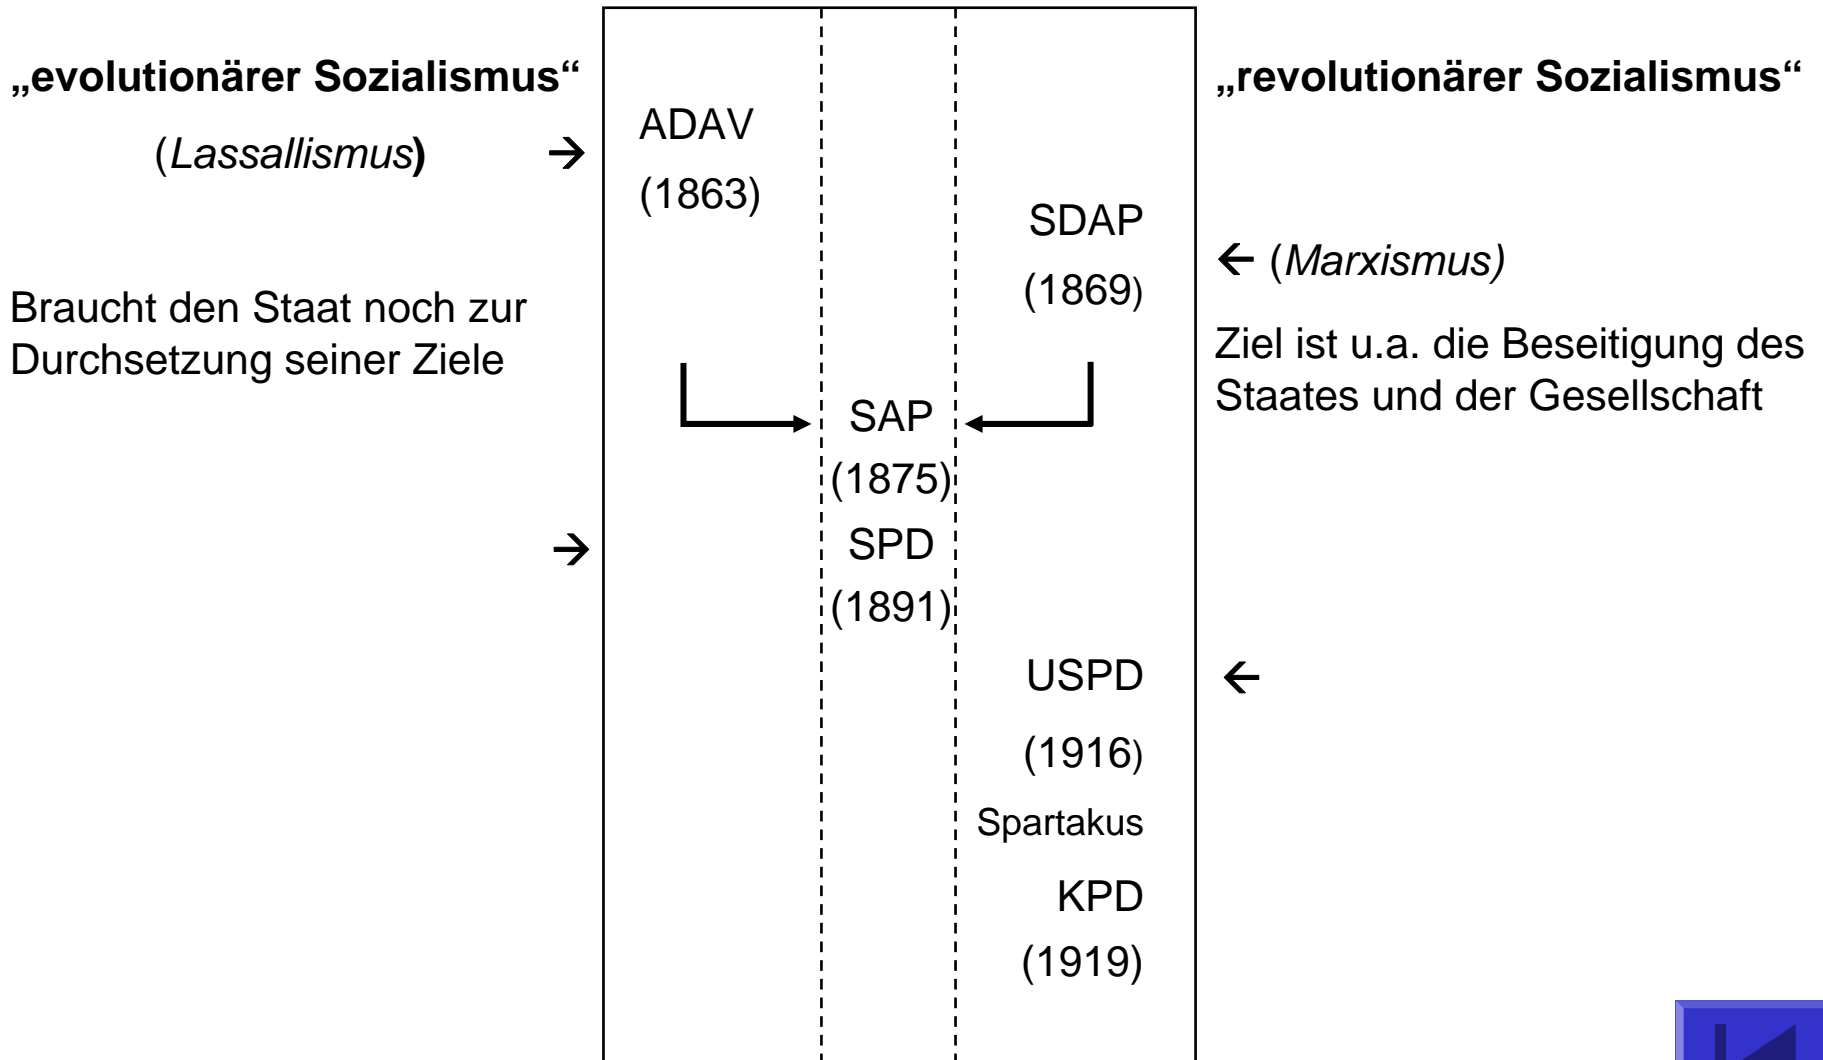 „evolutionärer Sozialismus“
(Lassallismus) →
Braucht den Staat noch zur
Durchsetzung seiner Ziele
→
ADAV
(1863)
SDAP
(1869)
SAP
(1875)
SPD
(1891)
USPD
(1916)
Spartakus
KPD
(1919)
„revolutionärer Sozialismus“
← (Marxismus)
Ziel ist u.a. die Beseitigung des
Staates und der Gesellschaft
←